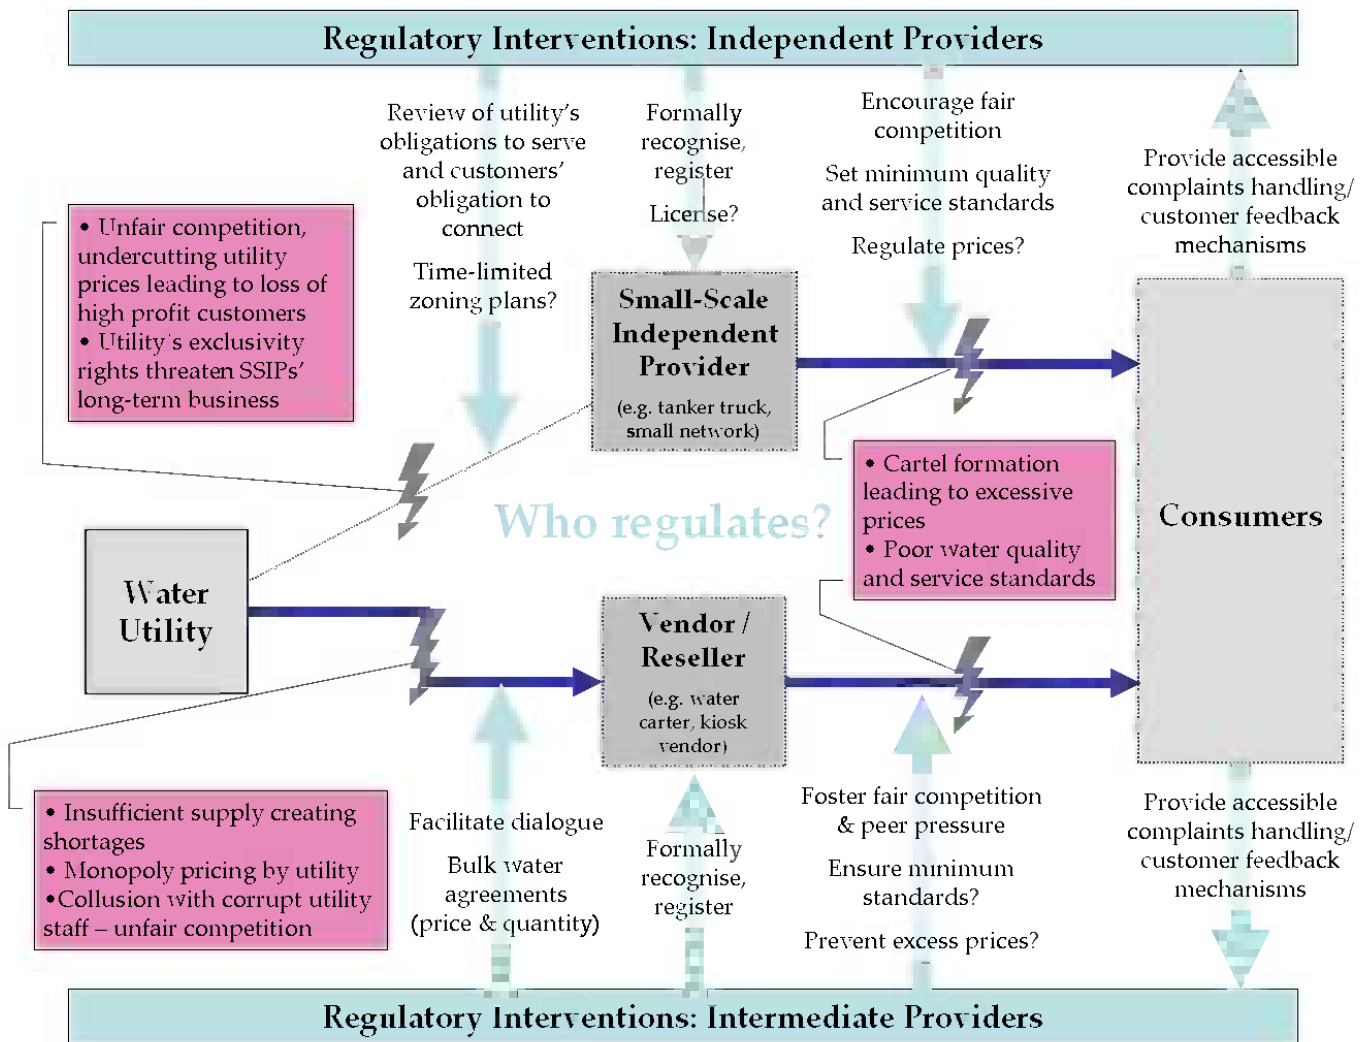 Regulatory Interventions: Independent Providers
Review of utility's
obligations to serve
and customers'
obligation to
connect
Time-limited
zoning plans?
Formally
recognise,
register
License?
Encourage fair
competition
Set minimum quality
and service standards
Regulate prices?
Provide accessible
complaints handling/
customer feedback
mechanisms
• Unfair competition,
undercutting utility
prices leading to loss of
high profit customers
• Utility's exclusivity
rights threaten SSIPs'
long-term business
Small-Scale
Independent
Provider
(e.g. tanker truck,
small network)
• Cartel formation
leading to excessive
prices
• Poor water quality
and service standards
Consumers
Who regulates?
Water
Utility
Vendor /
Reseller
(e.g. water
carter, kiosk
vendor)
• Insufficient supply creating
shortages
• Monopoly pricing by utility
•Collusion with corrupt utility
staff – unfair competition
Facilitate dialogue
Bulk water
agreements
(price & quantity)
Formally
recognise,
register
Foster fair competition
& peer pressure
Ensure minimum
standards?
Prevent excess prices?
Provide accessible
complaints handling/
customer feedback
mechanisms
Regulatory Interventions: Intermediate Providers